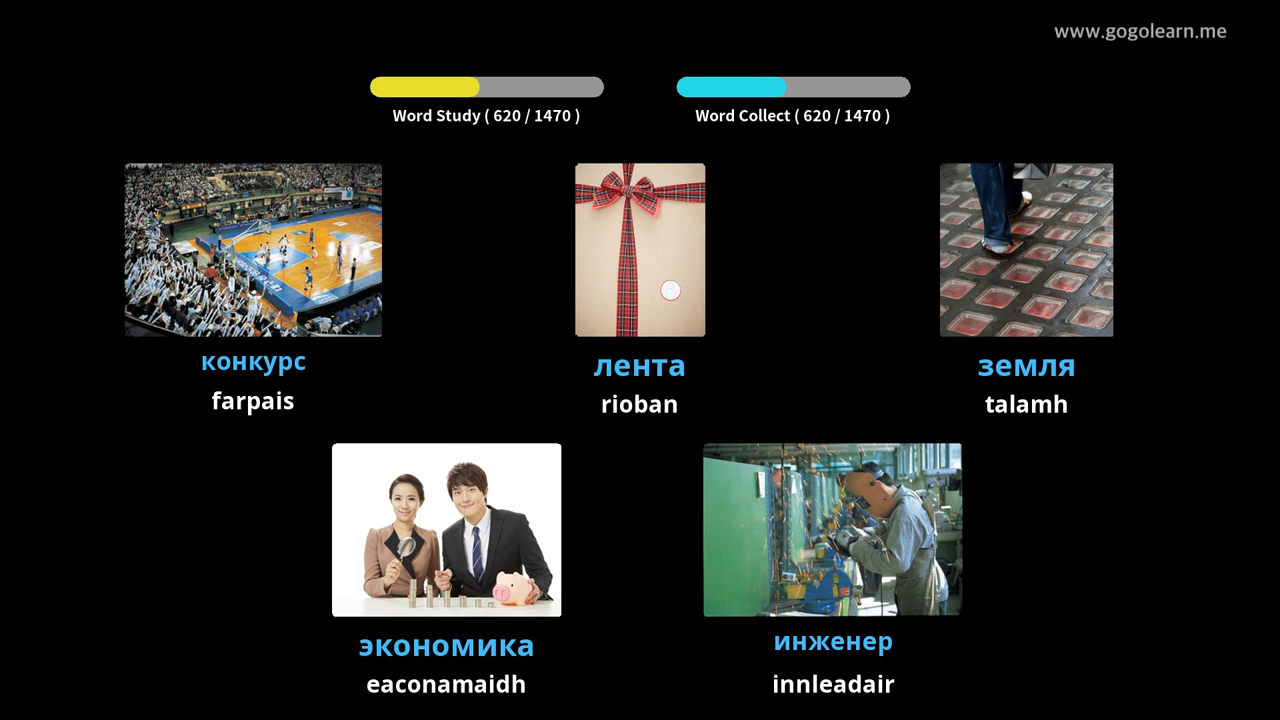 www.gogolearn.me
Word Study ( 620 / 1470 )
Word Collect ( 620 / 1470 )
конкурс
farpais
лента
rioban
земля
talamh
экономика
eaconamaidh
инженер
innleadair